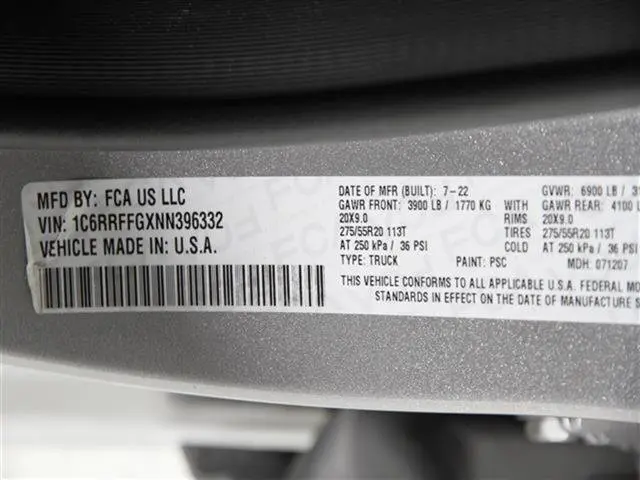 MFD BY: FCA US LLC
VIN: 1C6RRFFGXNN396332
VEHICLE MADE IN: U.S.A.
DATE OF MFR (BUILT): 7-22 GVWR: 6900 LB /
GAWR FRONT: 3900 LB / 1770 KG WITH GAWR REAR: 4100
20X9.0 RIMS 20X9.0
275/55R20 113T TIRES 275/55R20 113T
AT 250 kPa / 36 PSI COLD AT 250 kPa / 36 PSI
TYPE: TRUCK PAINT: PSC MDH: 071207
THIS VEHICLE CONFORMS TO ALL APPLICABLE U.S.A. FEDERAL
STANDARDS IN EFFECT ON THE DATE OF MANUFACTURE